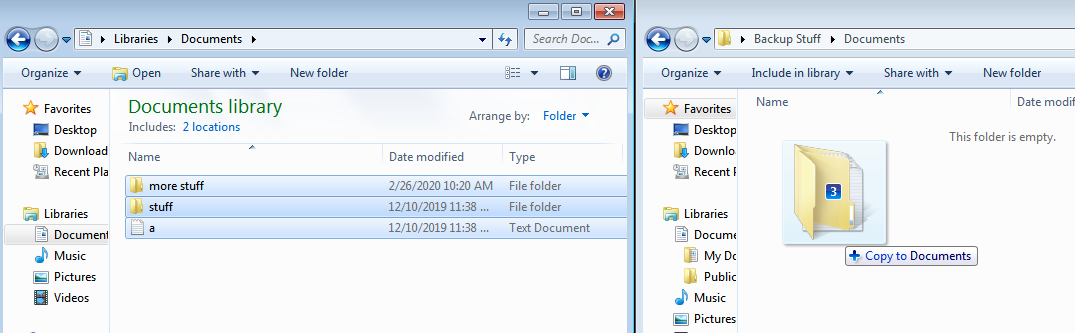 Libraries Documents
Search Doc...
Organize Open Share with New folder
Favorites
Desktop
Download
Recent Pla
Libraries
Document
Music
Pictures
Videos
Documents library
Includes: 2 locations
Arrange by: Folder
Name Date modified Type
more stuff 2/26/2020 10:20 AM File folder
stuff 12/10/2019 11:38 ... File folder
a 12/10/2019 11:38 ... Text Document
Backup Stuff Documents
Organize Include in library Share with New folder
Favorites
Desktop
Downlo
Recent P
Libraries
Docume
My Do
Public
Music
Pictures
Name Date modif
This folder is empty.
3
Copy to Documents